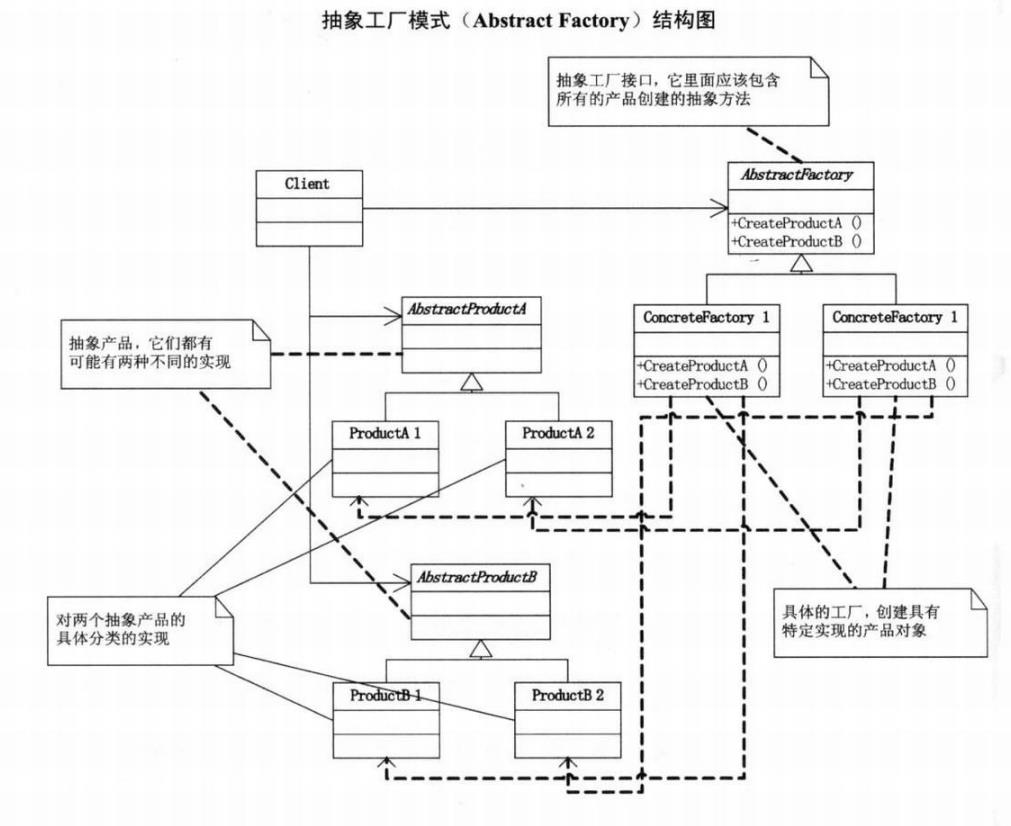 抽象工厂模式（Abstract Factory）结构图
抽象工厂接口，它里面应该包含
所有的产品创建的抽象方法
Client
AbstractFactory
+CreateProductA ()
+CreateProductB ()
AbstractProductA
ConcreteFactory 1
+CreateProductA ()
+CreateProductB ()
ConcreteFactory 1
+CreateProductA ()
+CreateProductB ()
抽象产品，它们都有
可能有两种不同的实现
ProductA 1
ProductA 2
AbstractProductB
对两个抽象产品的
具体分类的实现
具体的工厂，创建具有
特定实现的产品对象
ProductB 1
ProductB 2